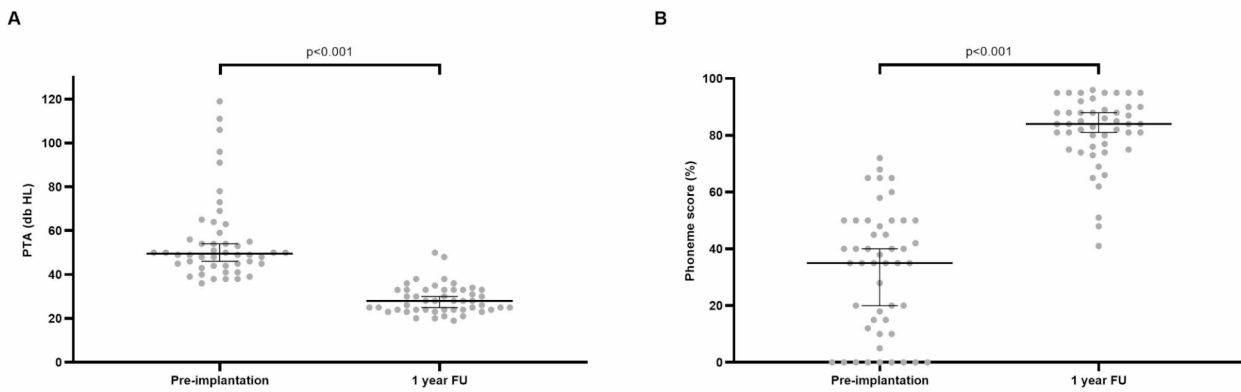 A
p<0.001
PTA (db HL)
120
100
80
60
40
20
0
Pre-implantation
1 year FU
B
p<0.001
Phoneme score (%)
100
80
60
40
20
0
Pre-implantation
1 year FU